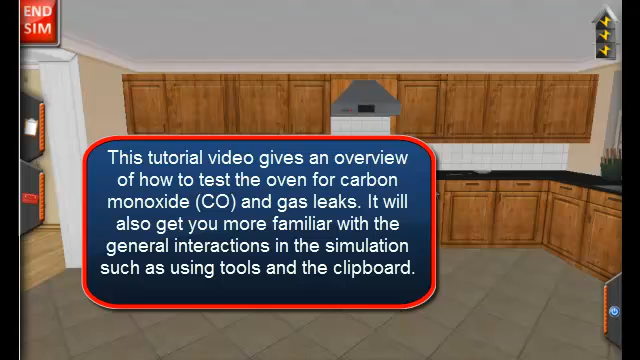 END
SIM
This tutorial video gives an overview
of how to test the oven for carbon
monoxide (CO) and gas leaks. It will
also get you more familiar with the
general interactions in the simulation
such as using tools and the clipboard.